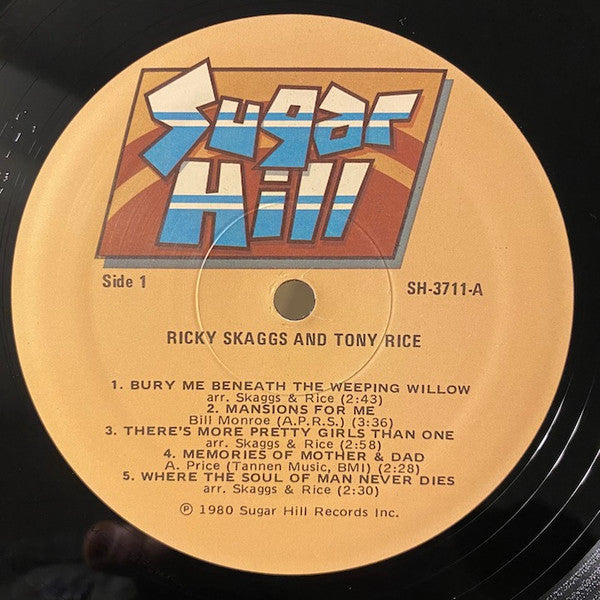 Sugar
Hill
Side 1
SH-3711-A
RICKY SKAGGS AND TONY RICE
1. BURY ME BENEATH THE WEEPING WILLOW
arr. Skaggs & Rice (2:43)
2. MANSIONS FOR ME
Bill Monroe (A.P.R.S.) (3:36)
3. THERE'S MORE PRETTY GIRLS THAN ONE
arr. Skaggs & Rice (2:58)
4. MEMORIES OF MOTHER & DAD
A. Price (Tannen Music, BMI) (2:28)
5. WHERE THE SOUL OF MAN NEVER DIES
arr. Skaggs & Rice (2:30)
℗ 1980 Sugar Hill Records Inc.